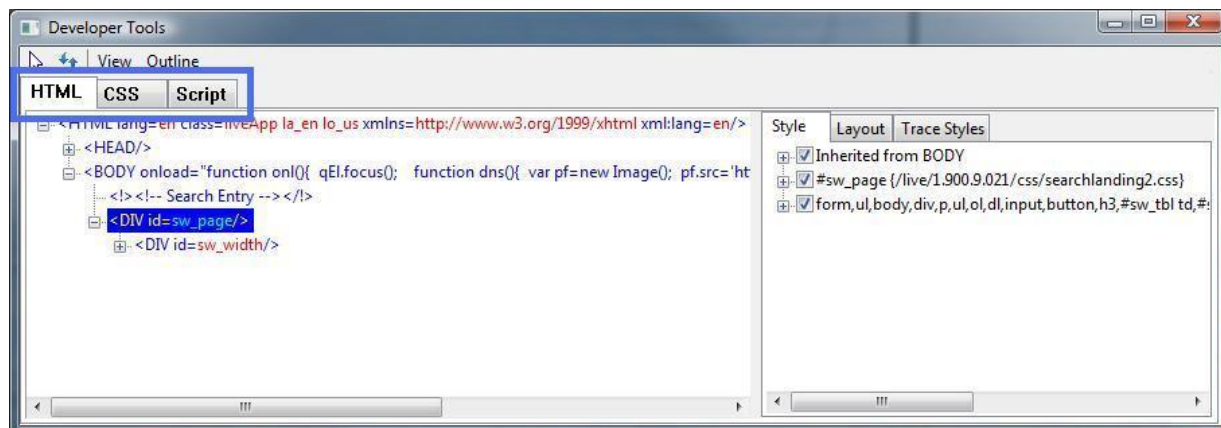 Developer Tools
View Outline
HTML CSS Script
<HTML lang=en class=liveApp la_en lo_us xmlns=http://www.w3.org/1999/xhtml xml:lang=en/>
<HEAD/>
<BODY onload="function onl(){ qEl.focus(); function dns(){ var pf=new Image(); pf.src='ht
<!><!-- Search Entry --></!>
<DIV id=sw_page/>
<DIV id=sw_width/>
Style Layout Trace Styles
Inherited from BODY
#sw_page {/live/1.900.9.021/css/searchlanding2.css}
form,ul,body,div,p,ul,ol,dl,input,button,h3,#sw_tbl td,#s